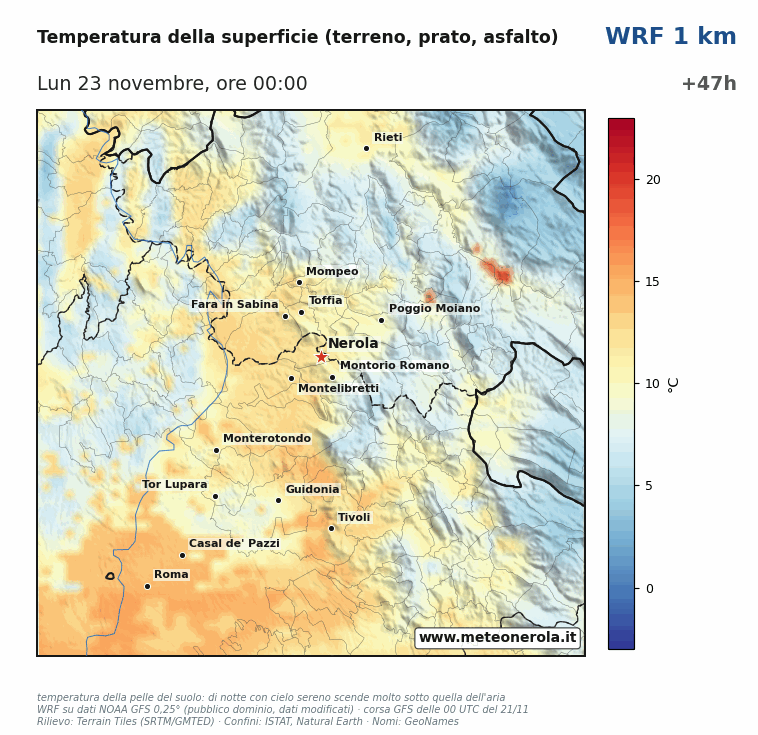 Temperatura della superficie (terreno, prato, asfalto)
WRF 1 km
Lun 23 novembre, ore 00:00
+47h
Rieti
Mompeo
Fara in Sabina
Toffia
Poggio Moiano
Nerola
Montorio Romano
Montelibretti
Monterotondo
Tor Lupara
Guidonia
Tivoli
Casal de' Pazzi
Roma
www.meteonerola.it
20
15
10
5
0
°C
temperatura della pelle del suolo: di notte con cielo sereno scende molto sotto quella dell'aria
WRF su dati NOAA GFS 0,25° (pubblico dominio, dati modificati) · corsa GFS delle 00 UTC del 21/11
Rilievo: Terrain Tiles (SRTM/GMTED) · Confini: ISTAT, Natural Earth · Nomi: GeoNames